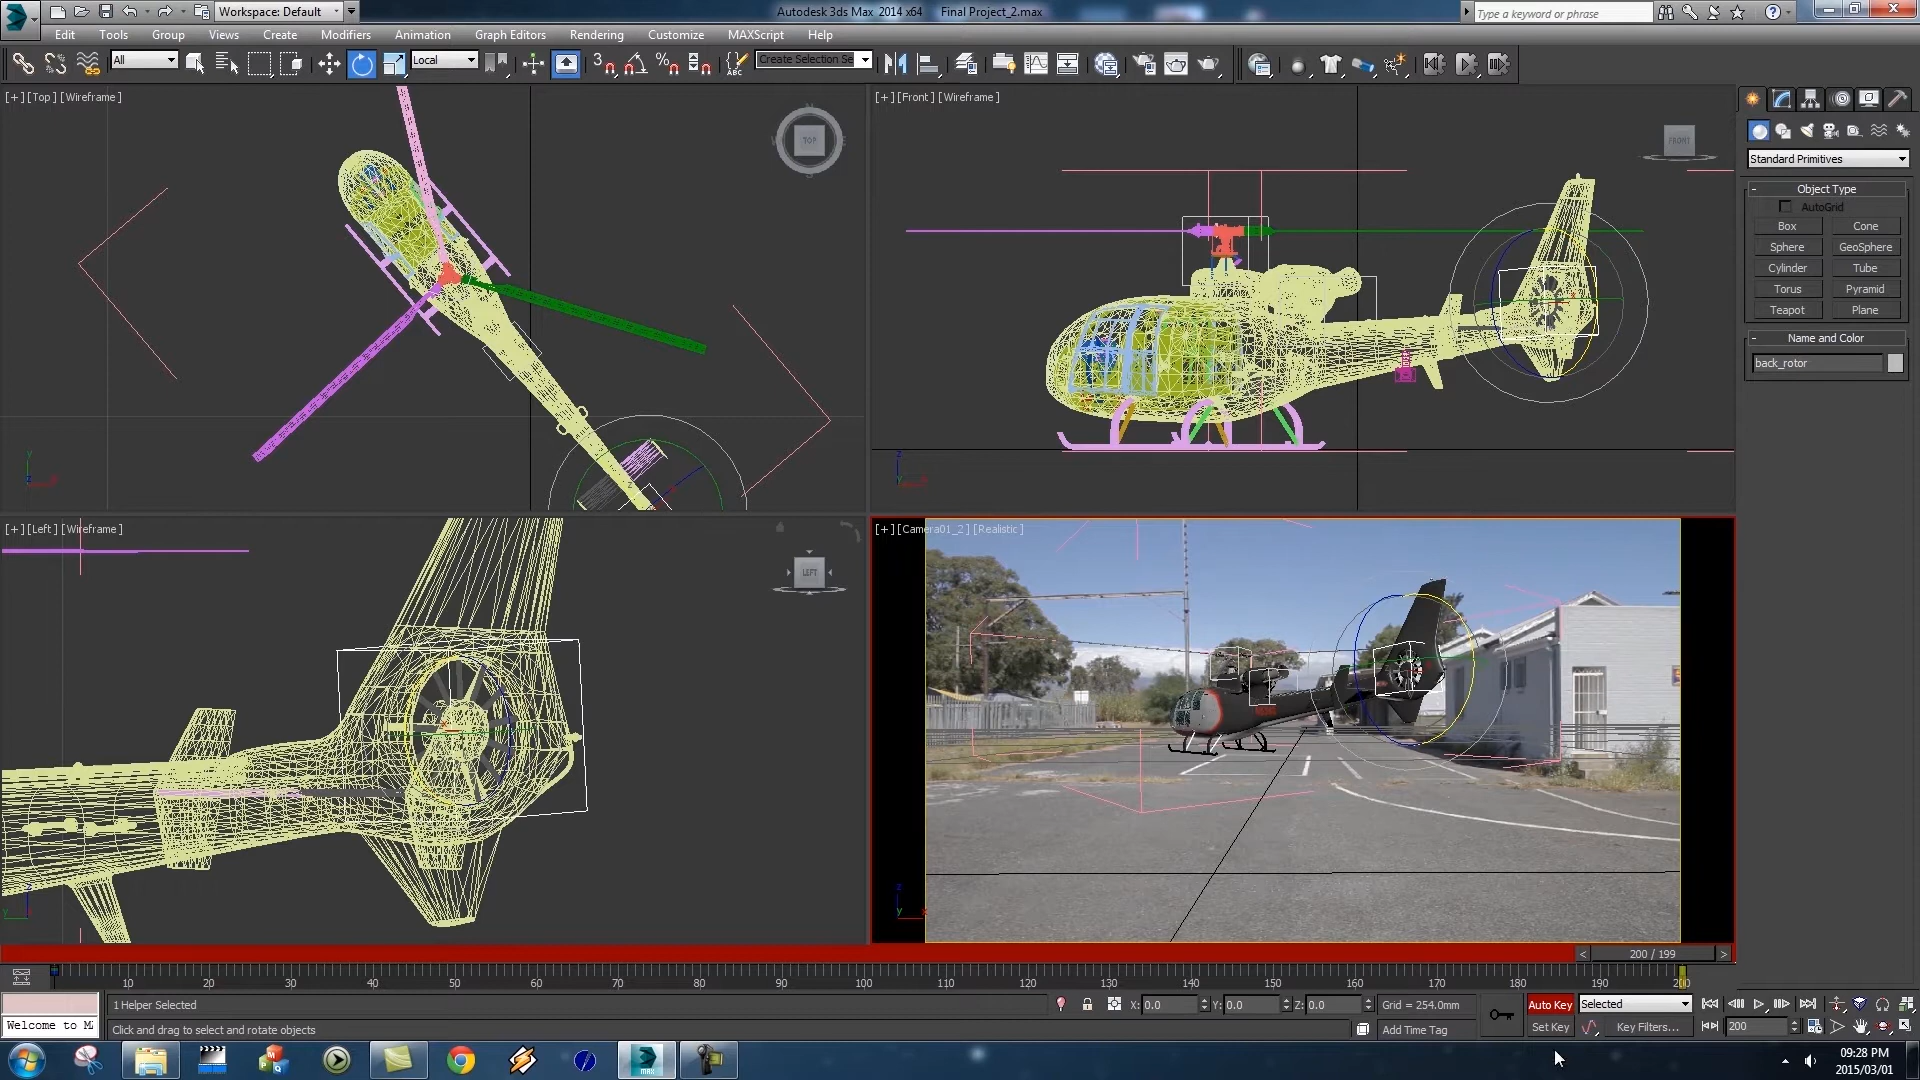 Workspace: Default
Autodesk 3ds Max 2014 x64 Final Project_2.max
Type a keyword or phrase
Edit Tools Group Views Create Modifiers Animation Graph Editors Rendering Customize MAXScript Help
All
Local
Create Selection Se
[+] [Top] [Wireframe]
TOP
[+] [Front] [Wireframe]
FRONT
[+] [Left] [Wireframe]
LEFT
[+] [Camera01_2] [Realistic]
Standard Primitives
Object Type
AutoGrid
Box Cone
Sphere GeoSphere
Cylinder Tube
Torus Pyramid
Teapot Plane
Name and Color
back_rotor
< 200 / 199 >
10 20 30 40 50 60 70 80 90 100 110 120 130 140 150 160 170 180 190 200
1 Helper Selected
X: 0.0 Y: 0.0 Z: 0.0 Grid = 254.0mm
Auto Key Selected
Welcome to M
Click and drag to select and rotate objects
Add Time Tag
Set Key Key Filters...
200
09:28 PM
2015/03/01